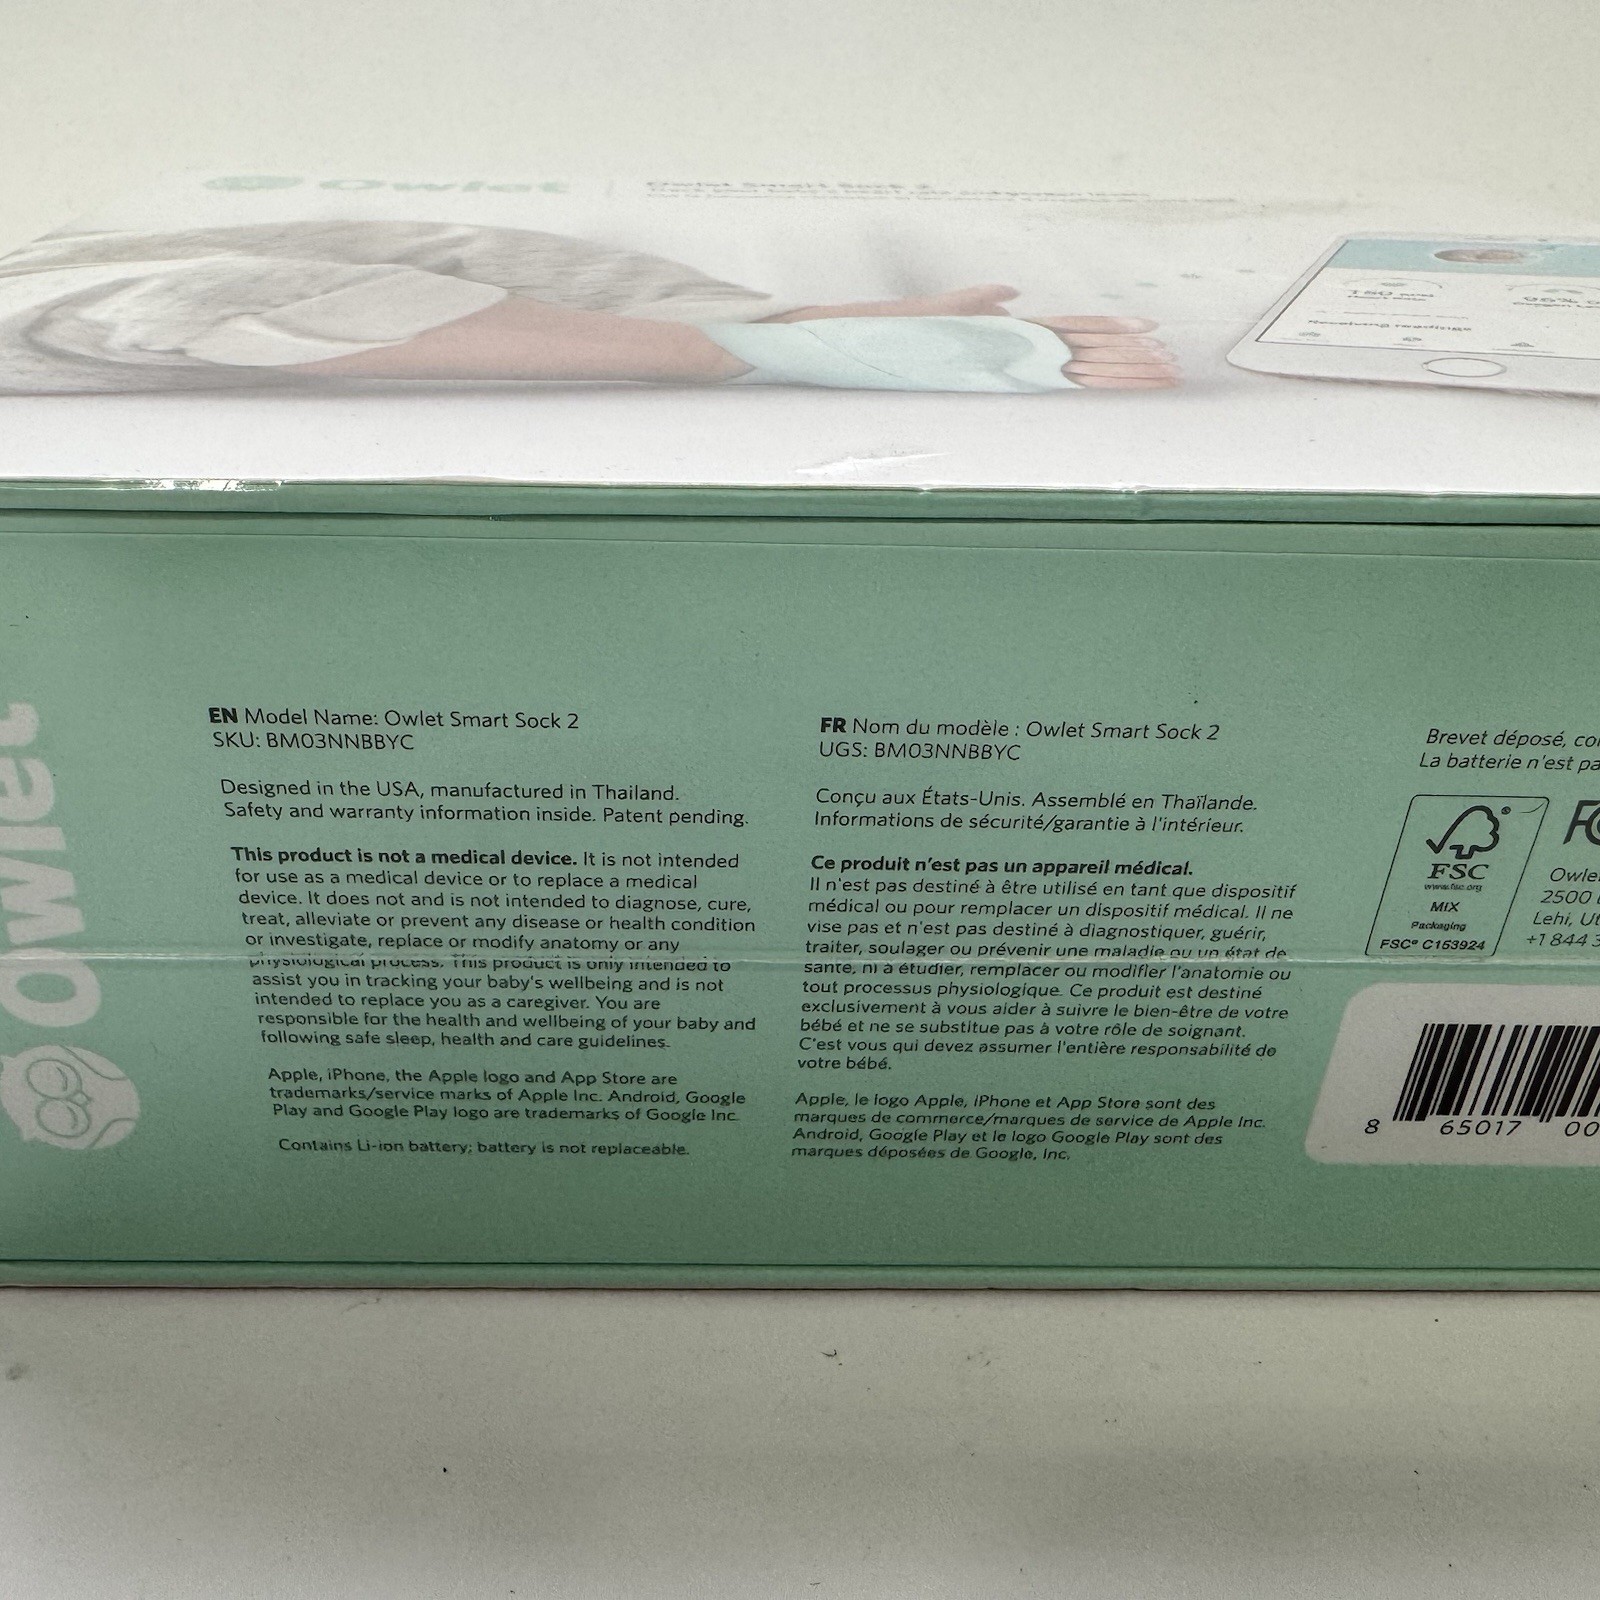 Owlet
Owlet Smart Sock 2
Receiving readings
Owlet
EN Model Name: Owlet Smart Sock 2
SKU: BM03NNBBYC
Designed in the USA, manufactured in Thailand.
Safety and warranty information inside. Patent pending.
This product is not a medical device. It is not intended
for use as a medical device or to replace a medical
device. It does not and is not intended to diagnose, cure,
treat, alleviate or prevent any disease or health condition
or investigate, replace or modify anatomy or any
physiological process. This product is only intended to
assist you in tracking your baby's wellbeing and is not
intended to replace you as a caregiver. You are
responsible for the health and wellbeing of your baby and
following safe sleep, health and care guidelines.
Apple, iPhone, the Apple logo and App Store are
trademarks/service marks of Apple Inc. Android, Google
Play and Google Play logo are trademarks of Google Inc.
Contains Li-ion battery; battery is not replaceable.
FR Nom du modèle : Owlet Smart Sock 2
UGS: BM03NNBBYC
Conçu aux États-Unis. Assemblé en Thaïlande.
Informations de sécurité/garantie à l'intérieur.
Ce produit n'est pas un appareil médical.
Il n'est pas destiné à être utilisé en tant que dispositif
médical ou pour remplacer un dispositif médical. Il ne
vise pas et n'est pas destiné à diagnostiquer, guérir,
traiter, soulager ou prévenir une maladie ou un état de
santé, ni à étudier, remplacer ou modifier l'anatomie ou
tout processus physiologique. Ce produit est destiné
exclusivement à vous aider à suivre le bien-être de votre
bébé et ne se substitue pas à votre rôle de soignant.
C'est vous qui devez assumer l'entière responsabilité de
votre bébé.
Apple, le logo Apple, iPhone et App Store sont des
marques de commerce/marques de service de Apple Inc.
Android, Google Play et le logo Google Play sont des
marques déposées de Google, Inc.
Brevet déposé,
La batterie n'est
FSC
www.fsc.org
MIX
Packaging
FSC® C153924
2500
Lehi,
+1 844
8 65017 00